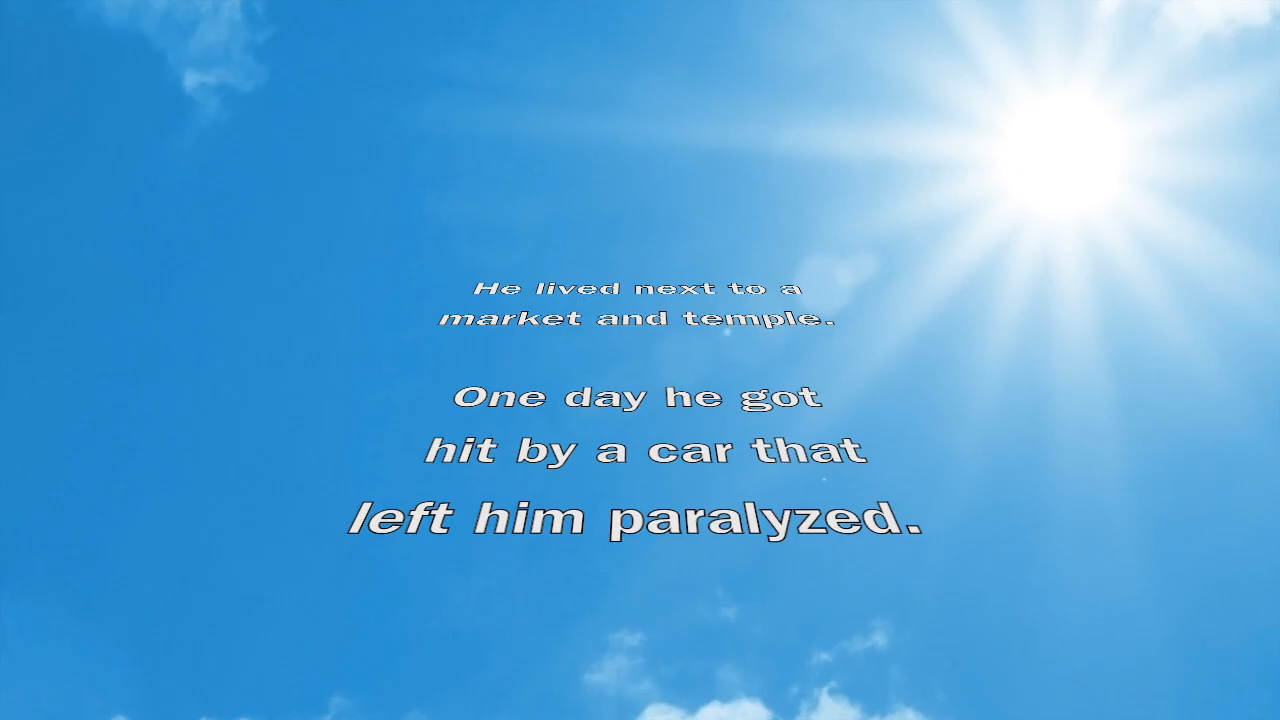 He lived next to a
market and temple.
One day he got
hit by a car that
left him paralyzed.